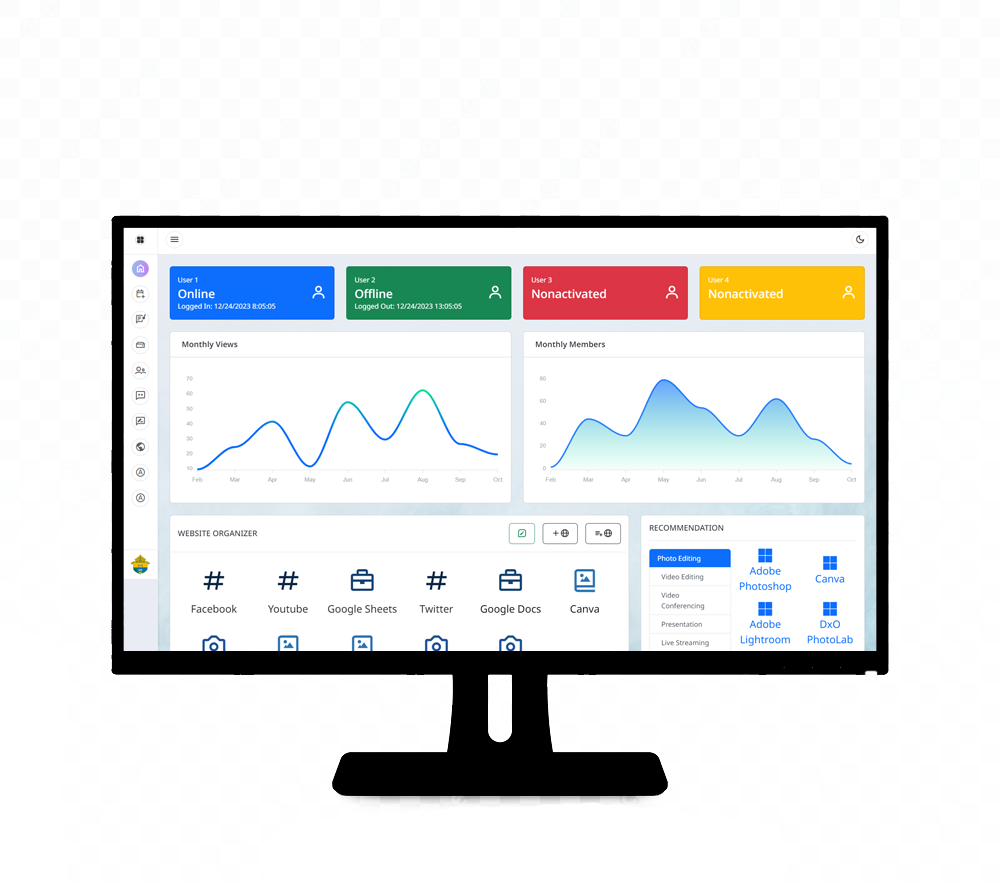 User 1
Online
Logged In: 12/24/2023 8:05:05
User 2
Offline
Logged Out: 12/24/2023 13:05:05
User 3
Nonactivated
User 4
Nonactivated
Monthly Views
70
60
50
40
30
20
10
Feb Mar Apr May Jun Jul Aug Sep Oct
Monthly Members
80
60
40
20
0
Feb Mar Apr May Jun Jul Aug Sep Oct
WEBSITE ORGANIZER
Facebook Youtube Google Sheets Twitter Google Docs Canva
RECOMMENDATION
Photo Editing
Video Editing
Video
Conferencing
Presentation
Live Streaming
Adobe
Photoshop
Canva
Adobe
Lightroom
DxO
PhotoLab